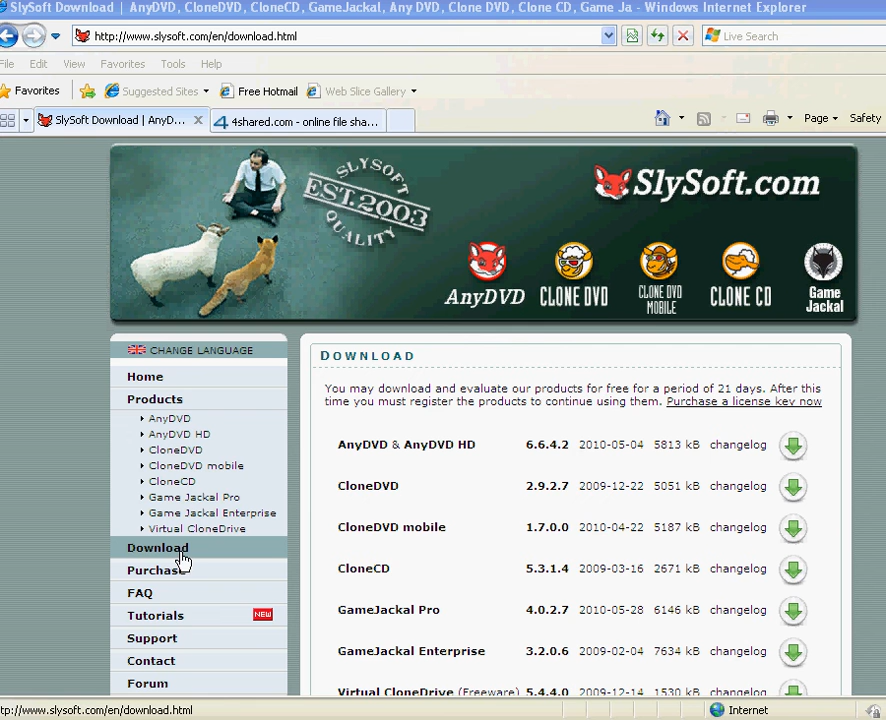 SlySoft Download | AnyDVD, CloneDVD, CloneCD, GameJackal, Any DVD, Clone DVD, Clone CD, Game Ja - Windows Internet Explorer
http://www.slysoft.com/en/download.html
Live Search
File Edit View Favorites Tools Help
Favorites Suggested Sites Free Hotmail Web Slice Gallery
SlySoft Download | AnyD... 4shared.com - online file sha... Page Safety
SLYSOFT
EST.2003
QUALITY
SlySoft.com
AnyDVD CLONE DVD CLONE DVD MOBILE CLONE CD Game Jackal
CHANGE LANGUAGE
Home
Products
AnyDVD
AnyDVD HD
CloneDVD
CloneDVD mobile
CloneCD
Game Jackal Pro
Game Jackal Enterprise
Virtual CloneDrive
Download
Purchase
FAQ
Tutorials NEW
Support
Contact
Forum
DOWNLOAD
You may download and evaluate our products for free for a period of 21 days. After this
time you must register the products to continue using them. Purchase a license key now
AnyDVD & AnyDVD HD 6.6.4.2 2010-05-04 5813 kB changelog
CloneDVD 2.9.2.7 2009-12-22 5051 kB changelog
CloneDVD mobile 1.7.0.0 2010-04-22 5187 kB changelog
CloneCD 5.3.1.4 2009-03-16 2671 kB changelog
GameJackal Pro 4.0.2.7 2010-05-28 6146 kB changelog
GameJackal Enterprise 3.2.0.6 2009-02-04 7634 kB changelog
Virtual CloneDrive (Freeware) 5.4.4.0 2009-12-14 1530 kB changelog
ttp://www.slysoft.com/en/download.html
Internet